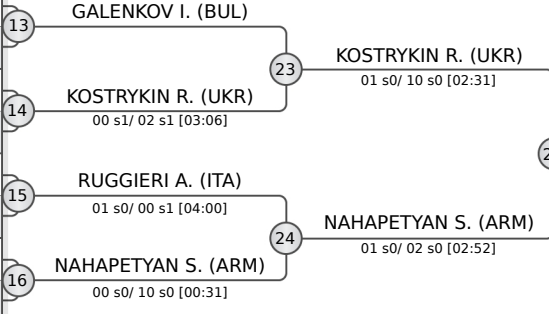 13
GALENKOV I. (BUL)
23
KOSTRYKIN R. (UKR)
01 s0/ 10 s0 [02:31]
14
KOSTRYKIN R. (UKR)
00 s1/ 02 s1 [03:06]
15
RUGGIERI A. (ITA)
01 s0/ 00 s1 [04:00]
24
NAHAPETYAN S. (ARM)
01 s0/ 02 s0 [02:52]
16
NAHAPETYAN S. (ARM)
00 s0/ 10 s0 [00:31]